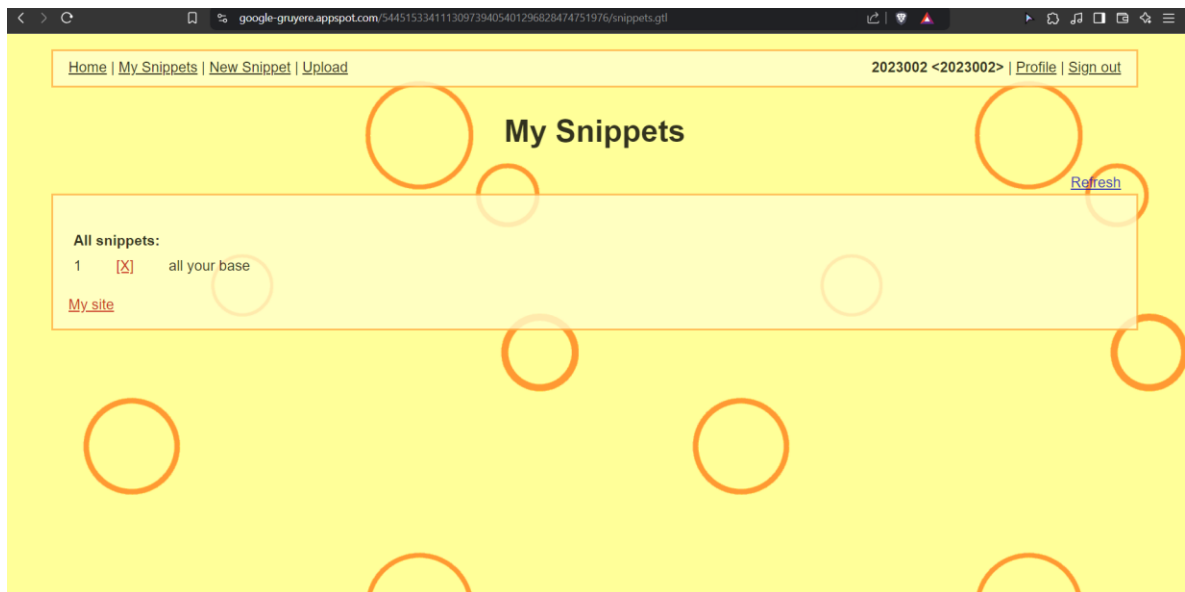 google-gruyere.appspot.com/544515334111309739405401296828474751976/snippets.gtl
Home | My Snippets | New Snippet | Upload
2023002 <2023002> | Profile | Sign out
My Snippets
Refresh
All snippets:
1 [X] all your base
My site